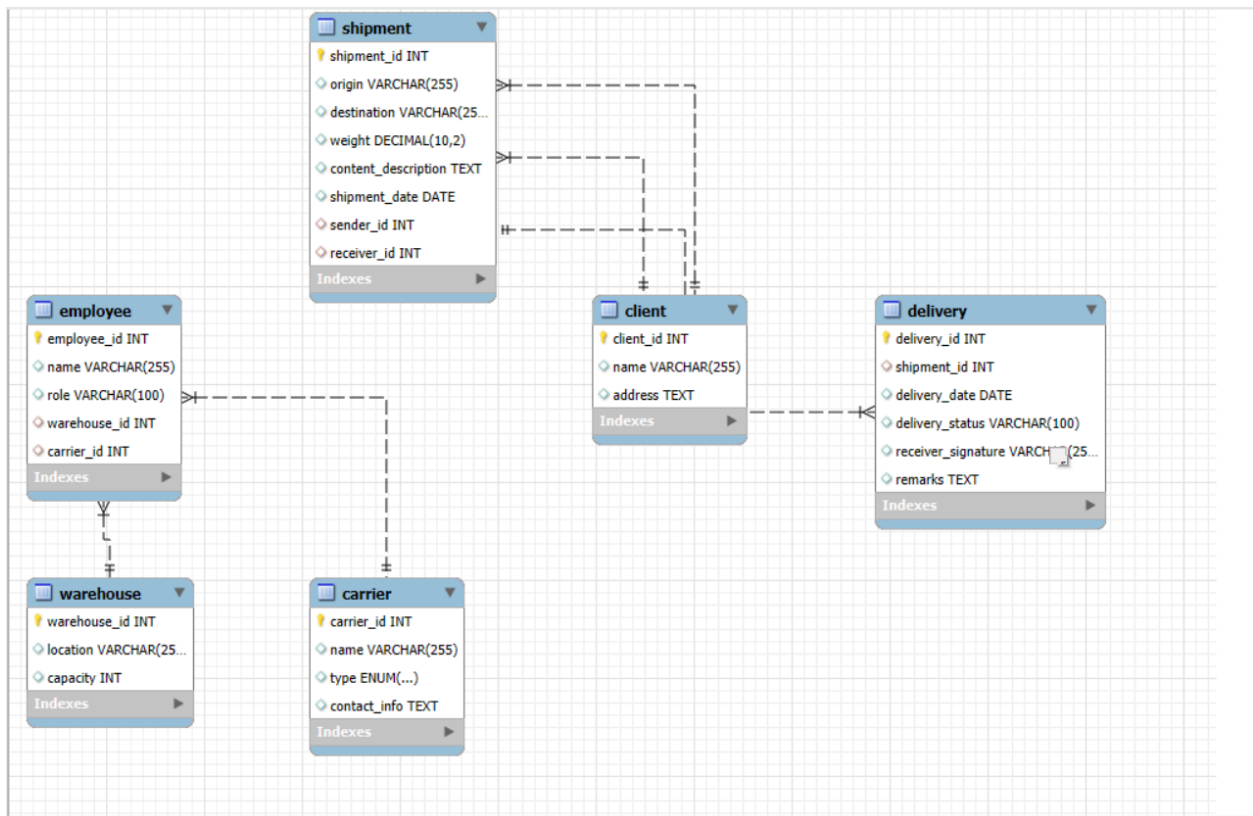 shipment
shipment_id INT
origin VARCHAR(255)
destination VARCHAR(25...
weight DECIMAL(10,2)
content_description TEXT
shipment_date DATE
sender_id INT
receiver_id INT
Indexes
employee
employee_id INT
name VARCHAR(255)
role VARCHAR(100)
warehouse_id INT
carrier_id INT
Indexes
client
client_id INT
name VARCHAR(255)
address TEXT
Indexes
delivery
delivery_id INT
shipment_id INT
delivery_date DATE
delivery_status VARCHAR(100)
receiver_signature VARCHAR(25...
remarks TEXT
Indexes
warehouse
warehouse_id INT
location VARCHAR(25...
capacity INT
Indexes
carrier
carrier_id INT
name VARCHAR(255)
type ENUM(...)
contact_info TEXT
Indexes